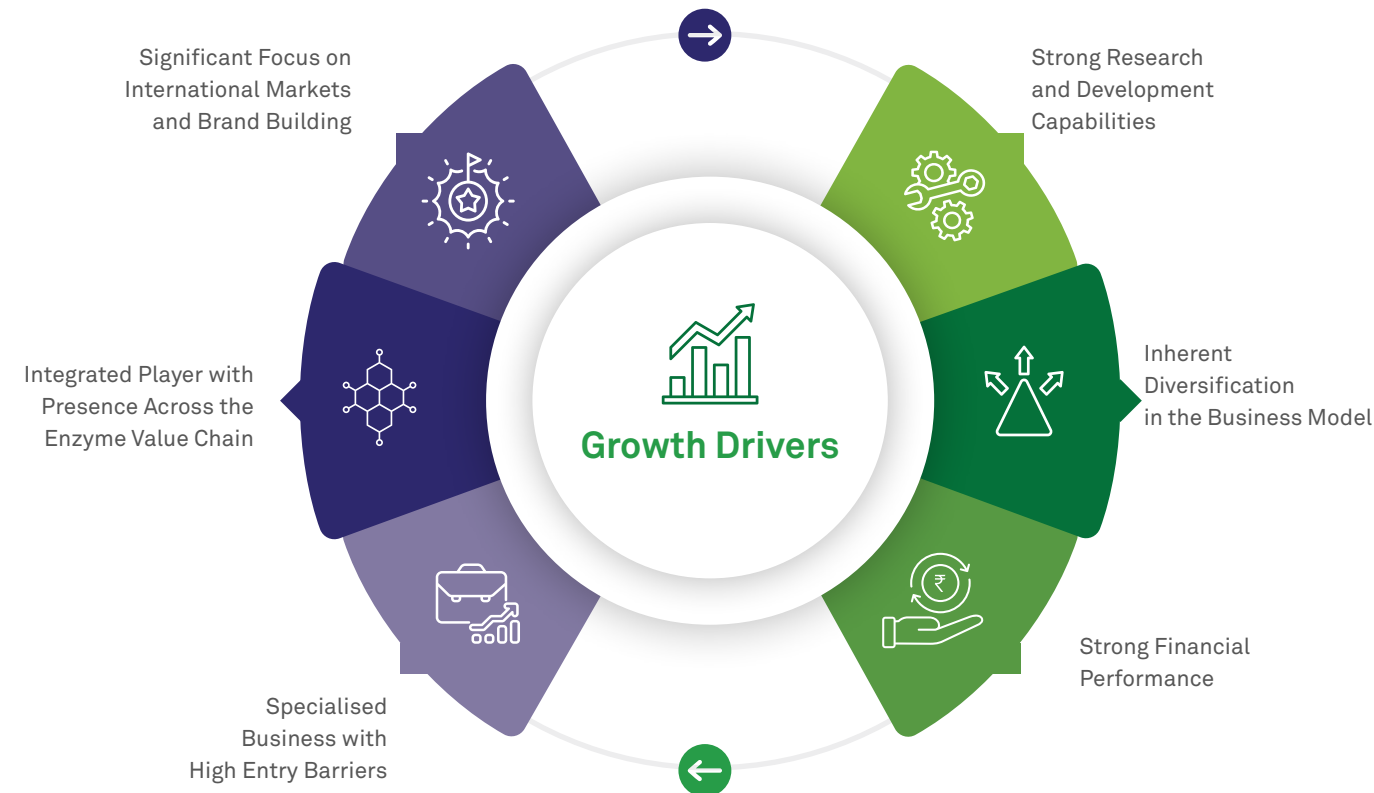 Significant Focus on
International Markets
and Brand Building
Strong Research
and Development
Capabilities
Integrated Player with
Presence Across the
Enzyme Value Chain
Growth Drivers
Inherent
Diversification
in the Business Model
Specialised
Business with
High Entry Barriers
₹
Strong Financial
Performance